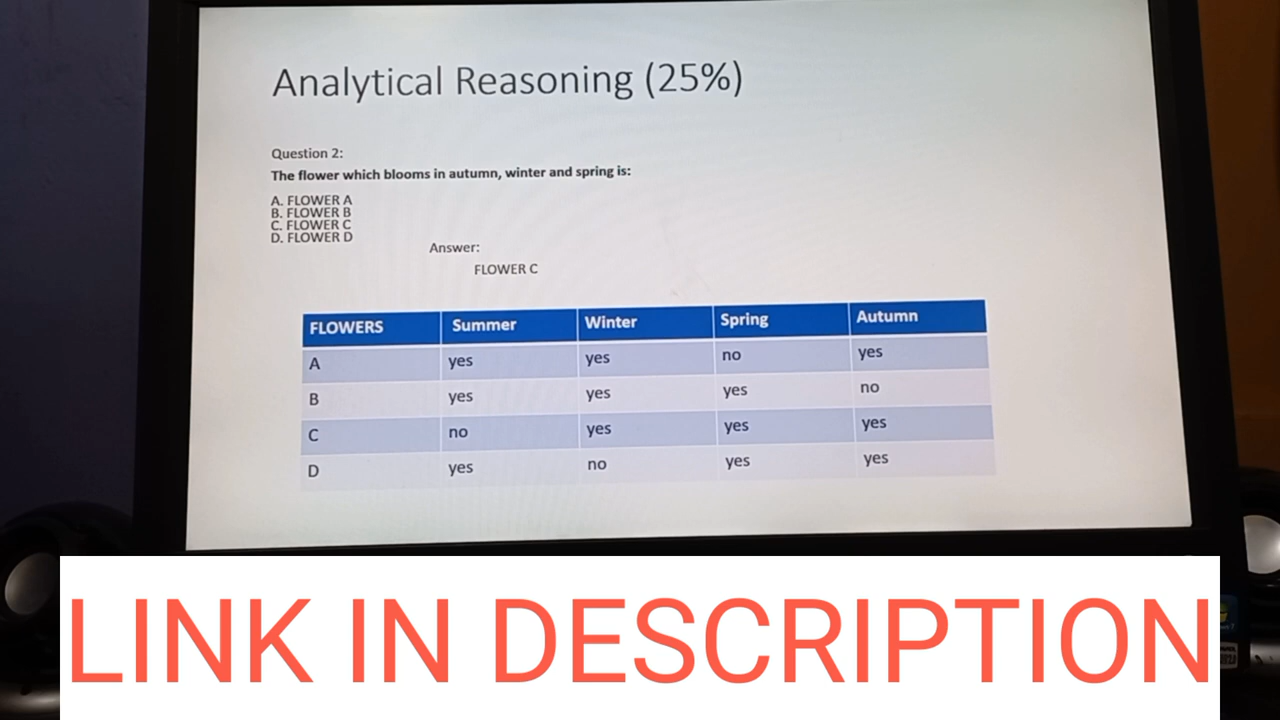 Analytical Reasoning (25%)
Question 2:
The flower which blooms in autumn, winter and spring is:
A. FLOWER A
B. FLOWER B
C. FLOWER C
D. FLOWER D
Answer:
FLOWER C
FLOWERS Summer Winter Spring Autumn
A yes yes no yes
B yes yes yes no
C no yes yes yes
D yes no yes yes
LINK IN DESCRIPTION